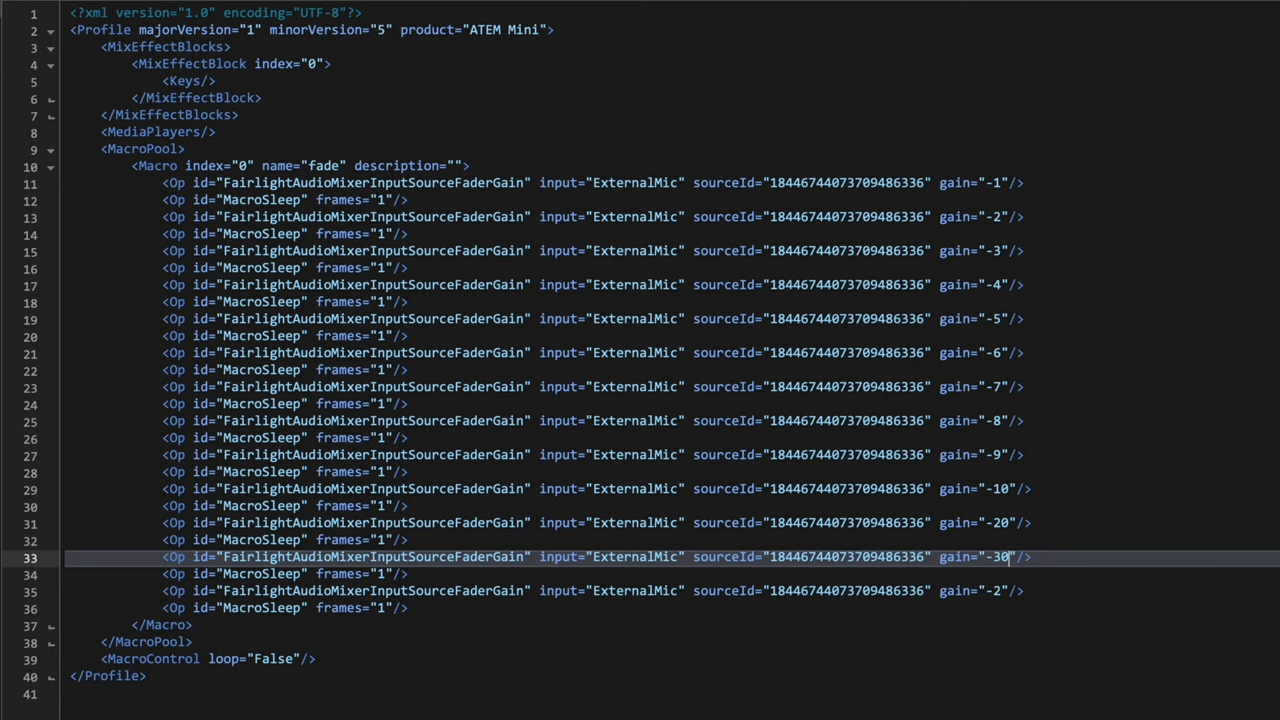 1 <?xml version="1.0" encoding="UTF-8"?>
2 <Profile majorVersion="1" minorVersion="5" product="ATEM Mini">
3 <MixEffectBlocks>
4 <MixEffectBlock index="0">
5 <Keys/>
6 </MixEffectBlock>
7 </MixEffectBlocks>
8 <MediaPlayers/>
9 <MacroPool>
10 <Macro index="0" name="fade" description="">
11 <Op id="FairlightAudioMixerInputSourceFaderGain" input="ExternalMic" sourceId="18446744073709486336" gain="-1"/>
12 <Op id="MacroSleep" frames="1"/>
13 <Op id="FairlightAudioMixerInputSourceFaderGain" input="ExternalMic" sourceId="18446744073709486336" gain="-2"/>
14 <Op id="MacroSleep" frames="1"/>
15 <Op id="FairlightAudioMixerInputSourceFaderGain" input="ExternalMic" sourceId="18446744073709486336" gain="-3"/>
16 <Op id="MacroSleep" frames="1"/>
17 <Op id="FairlightAudioMixerInputSourceFaderGain" input="ExternalMic" sourceId="18446744073709486336" gain="-4"/>
18 <Op id="MacroSleep" frames="1"/>
19 <Op id="FairlightAudioMixerInputSourceFaderGain" input="ExternalMic" sourceId="18446744073709486336" gain="-5"/>
20 <Op id="MacroSleep" frames="1"/>
21 <Op id="FairlightAudioMixerInputSourceFaderGain" input="ExternalMic" sourceId="18446744073709486336" gain="-6"/>
22 <Op id="MacroSleep" frames="1"/>
23 <Op id="FairlightAudioMixerInputSourceFaderGain" input="ExternalMic" sourceId="18446744073709486336" gain="-7"/>
24 <Op id="MacroSleep" frames="1"/>
25 <Op id="FairlightAudioMixerInputSourceFaderGain" input="ExternalMic" sourceId="18446744073709486336" gain="-8"/>
26 <Op id="MacroSleep" frames="1"/>
27 <Op id="FairlightAudioMixerInputSourceFaderGain" input="ExternalMic" sourceId="18446744073709486336" gain="-9"/>
28 <Op id="MacroSleep" frames="1"/>
29 <Op id="FairlightAudioMixerInputSourceFaderGain" input="ExternalMic" sourceId="18446744073709486336" gain="-10"/>
30 <Op id="MacroSleep" frames="1"/>
31 <Op id="FairlightAudioMixerInputSourceFaderGain" input="ExternalMic" sourceId="18446744073709486336" gain="-20"/>
32 <Op id="MacroSleep" frames="1"/>
33 <Op id="FairlightAudioMixerInputSourceFaderGain" input="ExternalMic" sourceId="18446744073709486336" gain="-30"/>
34 <Op id="MacroSleep" frames="1"/>
35 <Op id="FairlightAudioMixerInputSourceFaderGain" input="ExternalMic" sourceId="18446744073709486336" gain="-2"/>
36 <Op id="MacroSleep" frames="1"/>
37 </Macro>
38 </MacroPool>
39 <MacroControl loop="False"/>
40 </Profile>
41